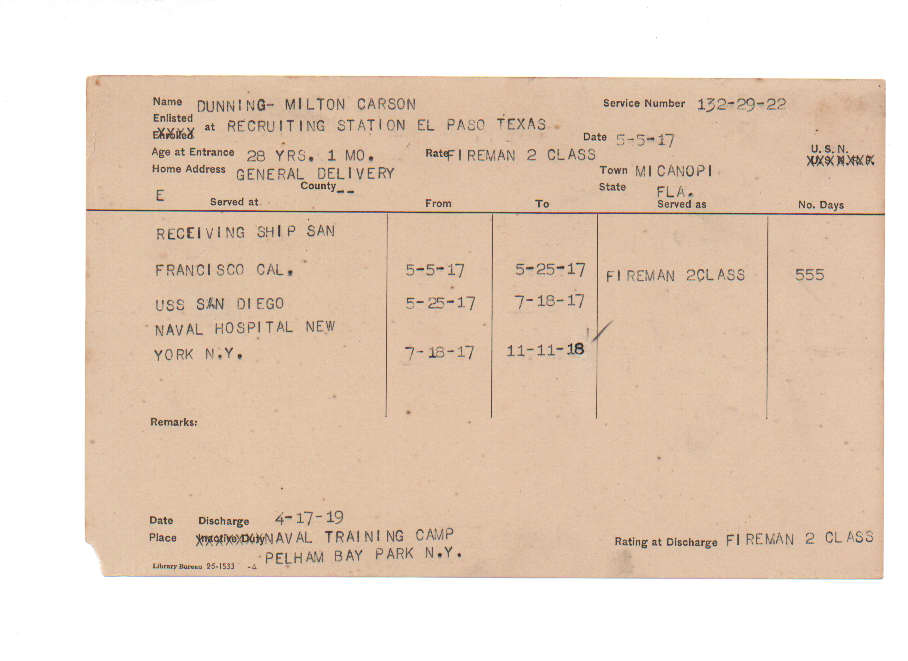 Name DUNNING- MILTON CARSON Service Number 132-29-22
Enlisted
Enrolled at RECRUITING STATION EL PASO TEXAS Date 5-5-17
Age at Entrance 28 YRS. 1 MO. Rate FIREMAN 2 CLASS U.S.N.
Home Address GENERAL DELIVERY Town MICANOPI
County -- State FLA.
E
Served at From To Served as No. Days
RECEIVING SHIP SAN
FRANCISCO CAL. 5-5-17 5-25-17 FIREMAN 2CLASS 555
USS SAN DIEGO 5-25-17 7-18-17
NAVAL HOSPITAL NEW
YORK N.Y. 7-18-17 11-11-18
Remarks:
Date Discharge 4-17-19
Place Inactive Duty NAVAL TRAINING CAMP Rating at Discharge FIREMAN 2 CLASS
PELHAM BAY PARK N.Y.
Library Bureau 25-1533